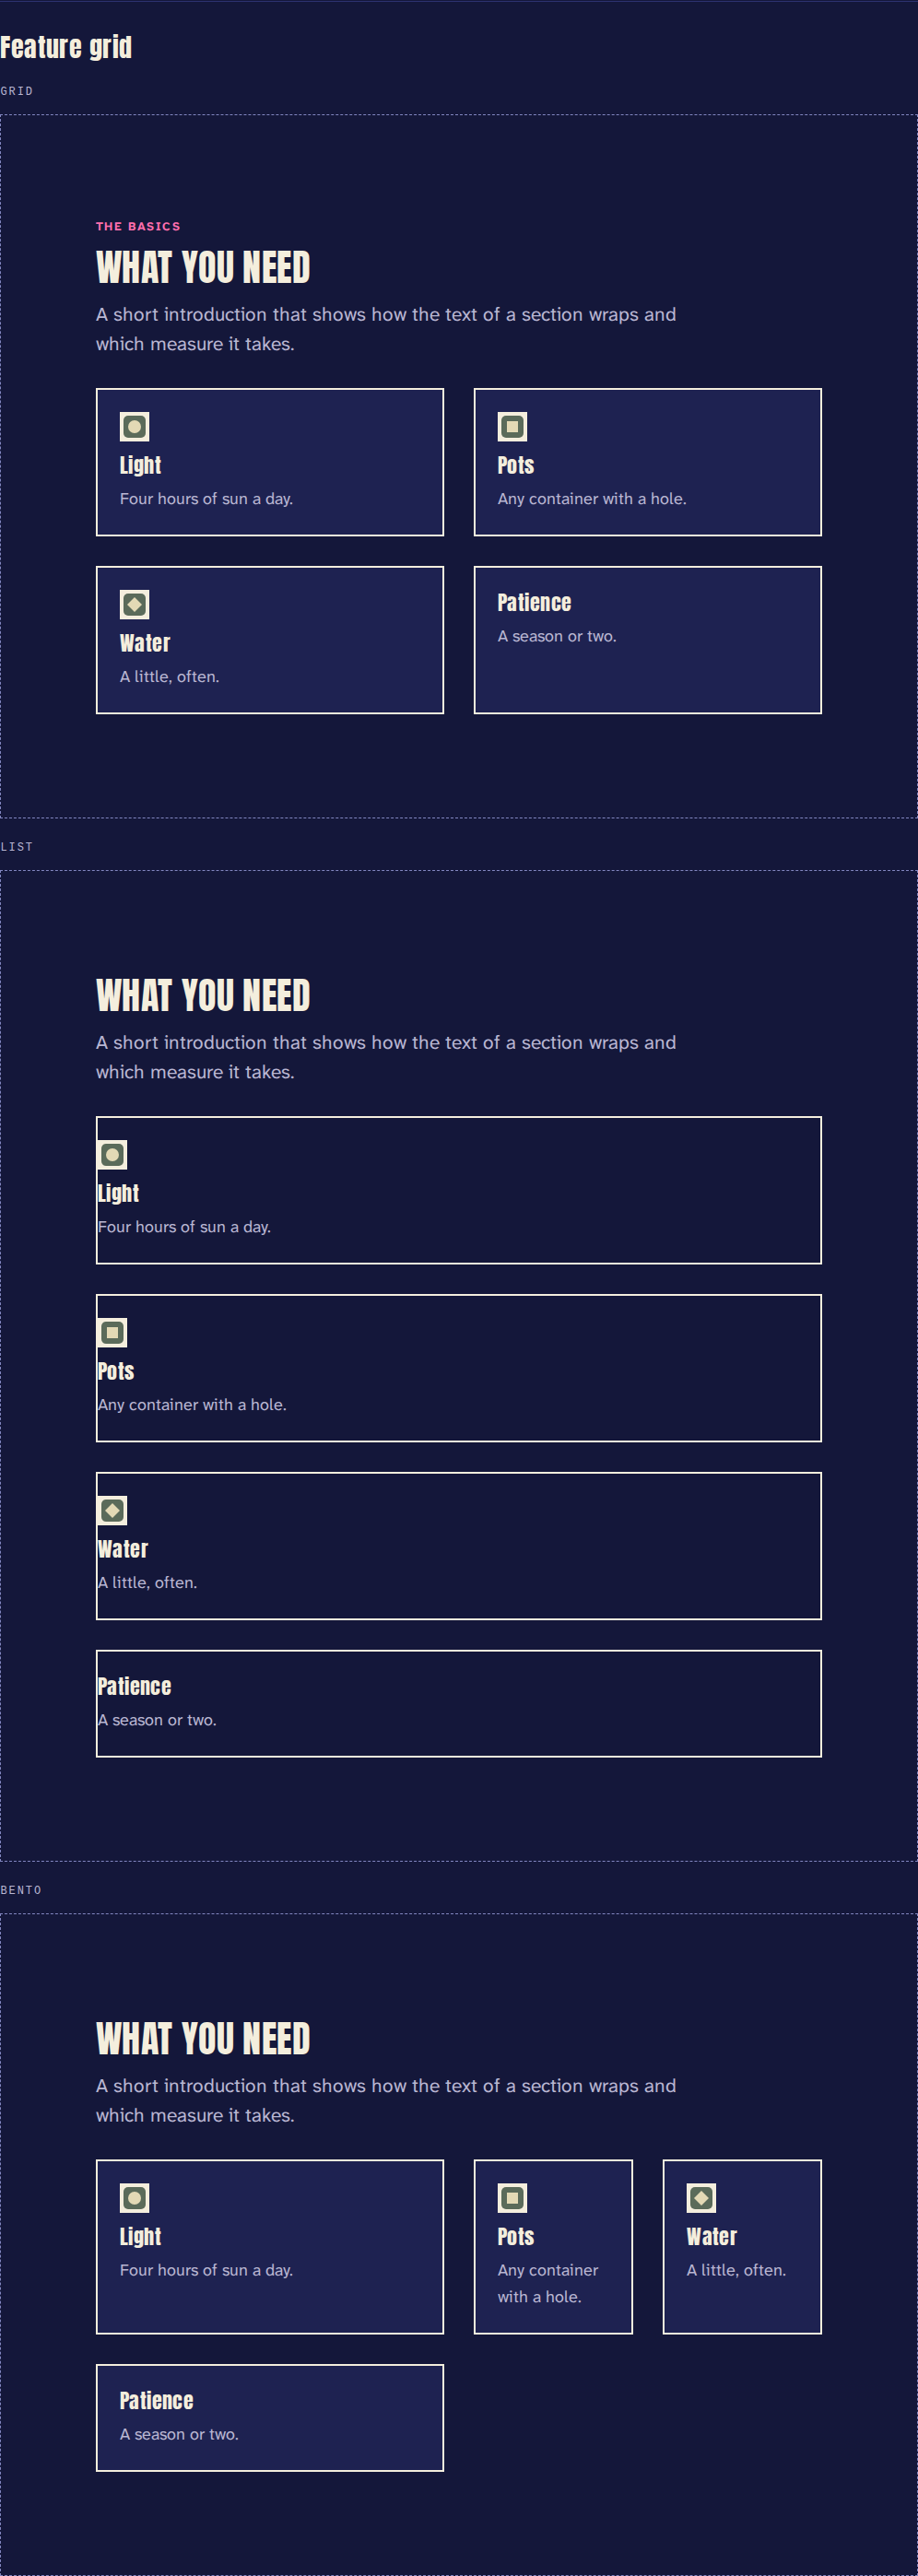 Feature grid
GRID
THE BASICS
WHAT YOU NEED
A short introduction that shows how the text of a section wraps and
which measure it takes.
Light
Four hours of sun a day.
Pots
Any container with a hole.
Water
A little, often.
Patience
A season or two.
LIST
WHAT YOU NEED
A short introduction that shows how the text of a section wraps and
which measure it takes.
Light
Four hours of sun a day.
Pots
Any container with a hole.
Water
A little, often.
Patience
A season or two.
BENTO
WHAT YOU NEED
A short introduction that shows how the text of a section wraps and
which measure it takes.
Light
Four hours of sun a day.
Pots
Any container
with a hole.
Water
A little, often.
Patience
A season or two.